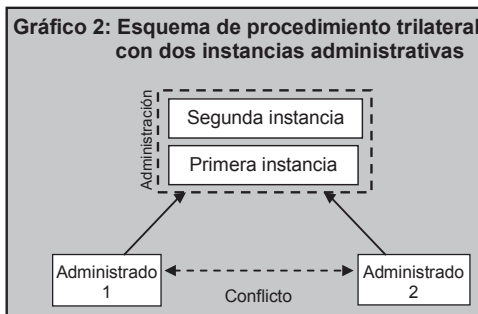 Gráfico 2: Esquema de procedimiento trilateral
con dos instancias administrativas
Administración
Segunda instancia
Primera instancia
Administrado
1
Conflicto
Administrado
2